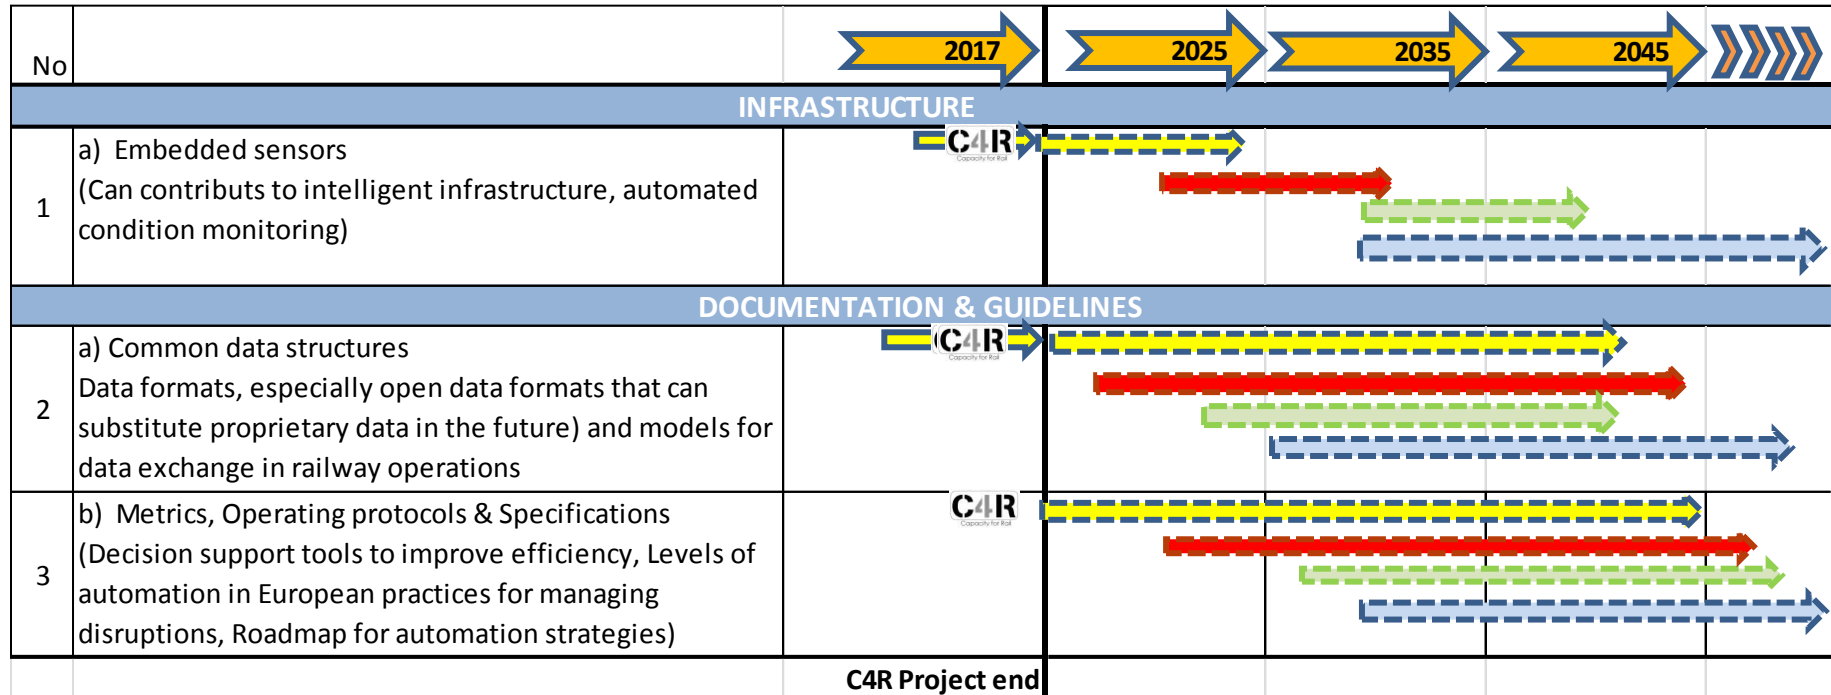 No
2017
2025
2035
2045
INFRASTRUCTURE
1
a)  Embedded sensors
(Can contributs to intelligent infrastructure, automated
condition monitoring)
C4R
Capacity for Rail
DOCUMENTATION & GUIDELINES
2
a) Common data structures
Data formats, especially open data formats that can
substitute proprietary data in the future) and models for
data exchange in railway operations
C4R
Capacity for Rail
3
b)  Metrics, Operating protocols & Specifications
(Decision support tools to improve efficiency, Levels of
automation in European practices for managing
disruptions, Roadmap for automation strategies)
C4R
Capacity for Rail
C4R Project end